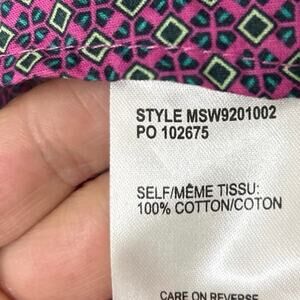 STYLE MSW9201002
PO 102675
SELF/MÊME TISSU:
100% COTTON/COTON
CARE ON REVERSE